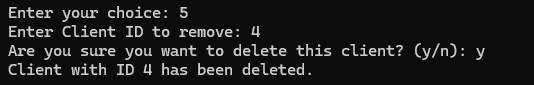 Enter your choice: 5
Enter Client ID to remove: 4
Are you sure you want to delete this client? (y/n): y
Client with ID 4 has been deleted.